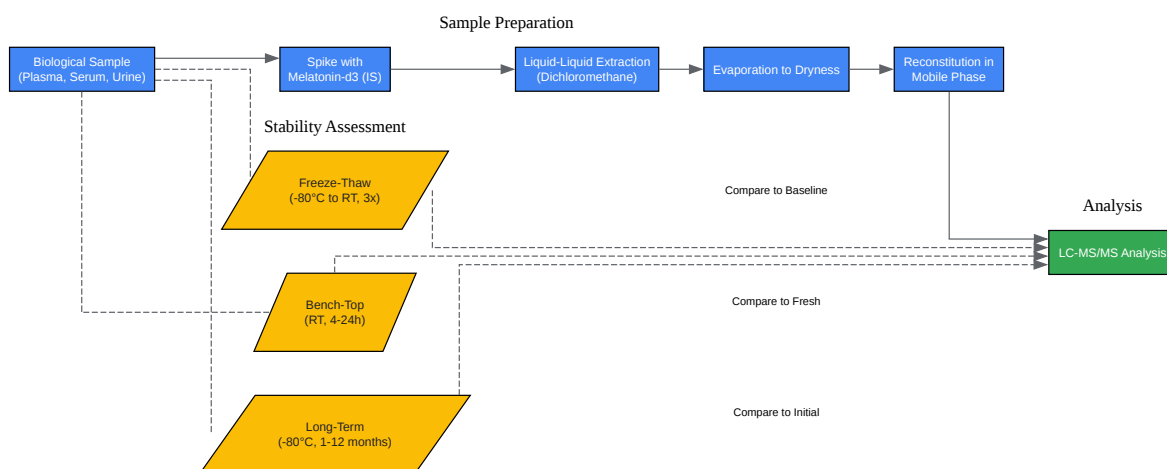 Sample Preparation
Biological Sample
(Plasma, Serum, Urine)
Spike with
Melatonin-d3 (IS)
Liquid-Liquid Extraction
(Dichloromethane)
Evaporation to Dryness
Reconstitution in
Mobile Phase
Stability Assessment
Freeze-Thaw
(-80°C to RT, 3x)
Compare to Baseline
Analysis
LC-MS/MS Analysis
Bench-Top
(RT, 4-24h)
Compare to Fresh
Long-Term
(-80°C, 1-12 months)
Compare to Initial